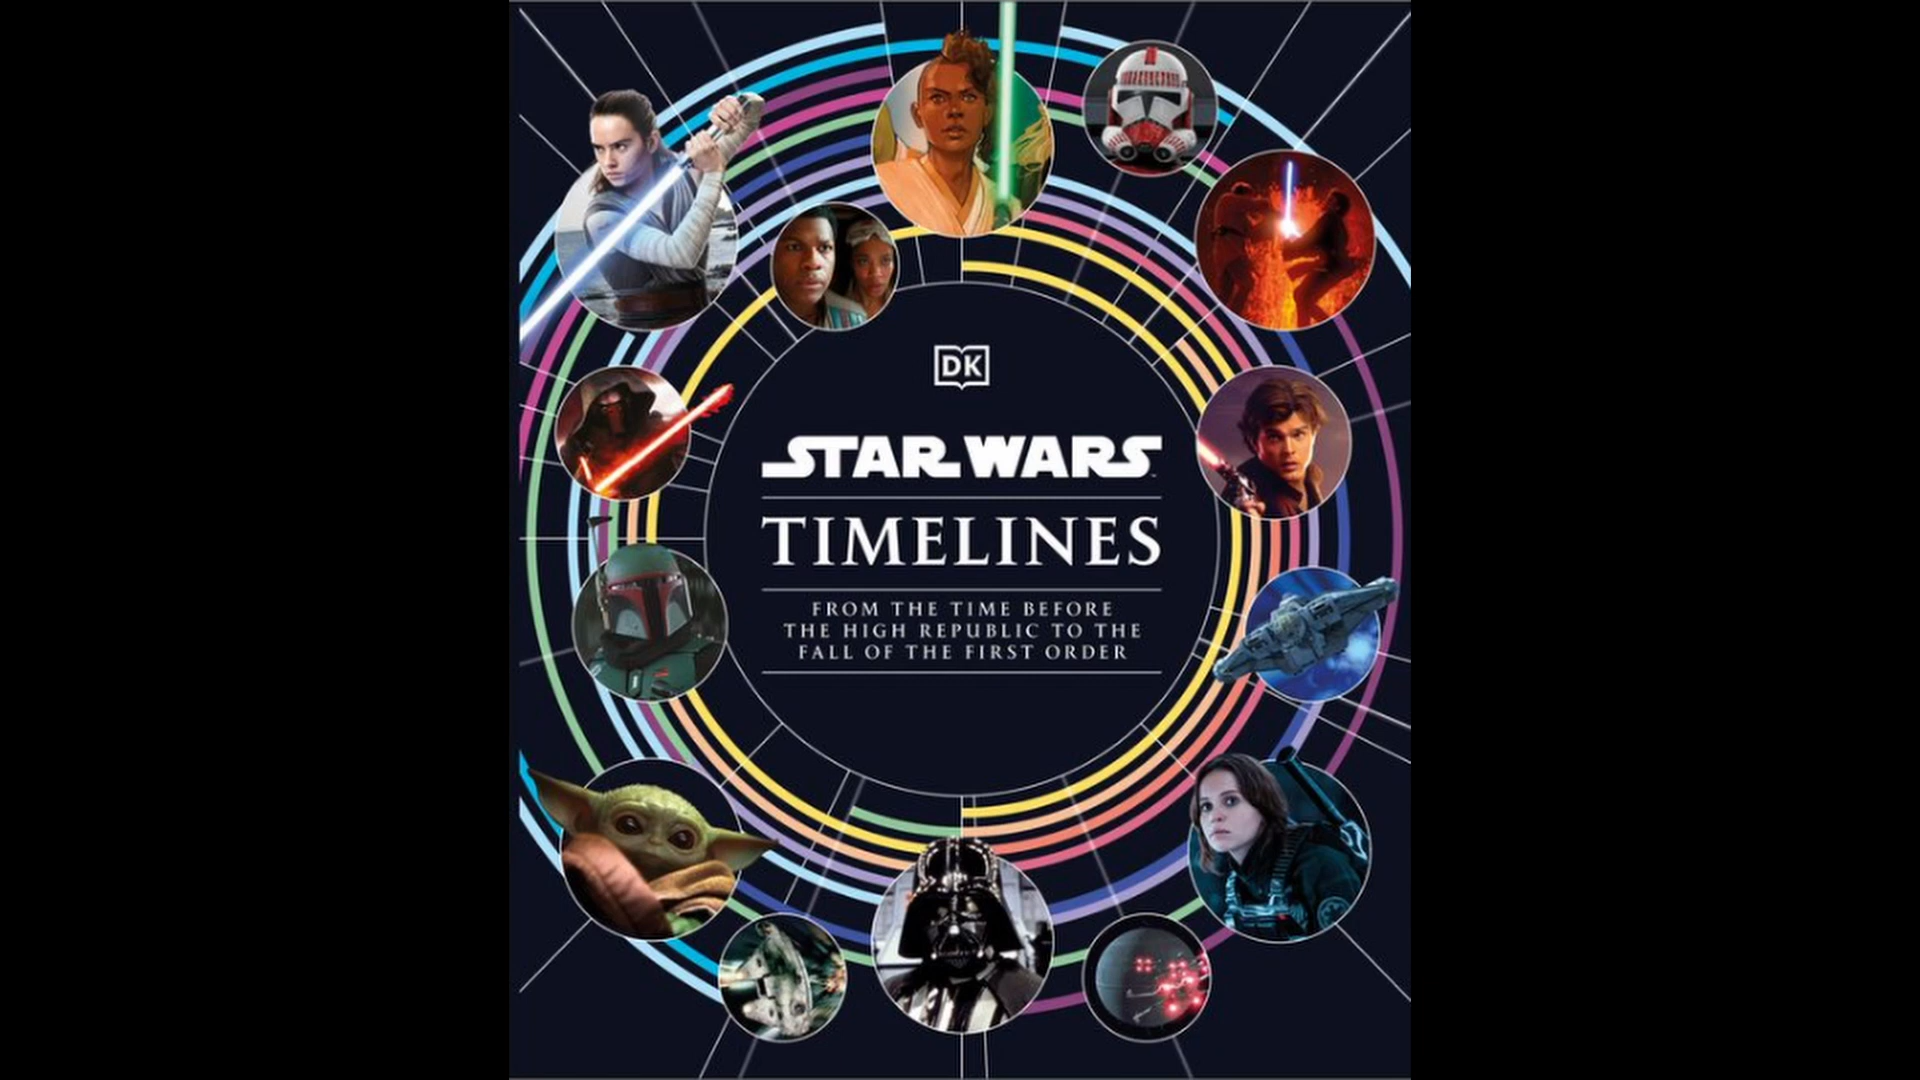 DK
STAR WARS
TIMELINES
FROM THE TIME BEFORE
THE HIGH REPUBLIC TO THE
FALL OF THE FIRST ORDER